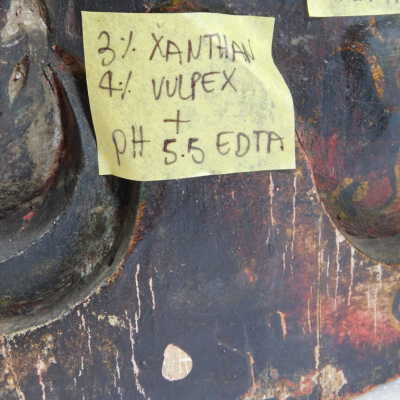 3% XANTHAN
4% VULPEX
+
pH 5.5 EDTA